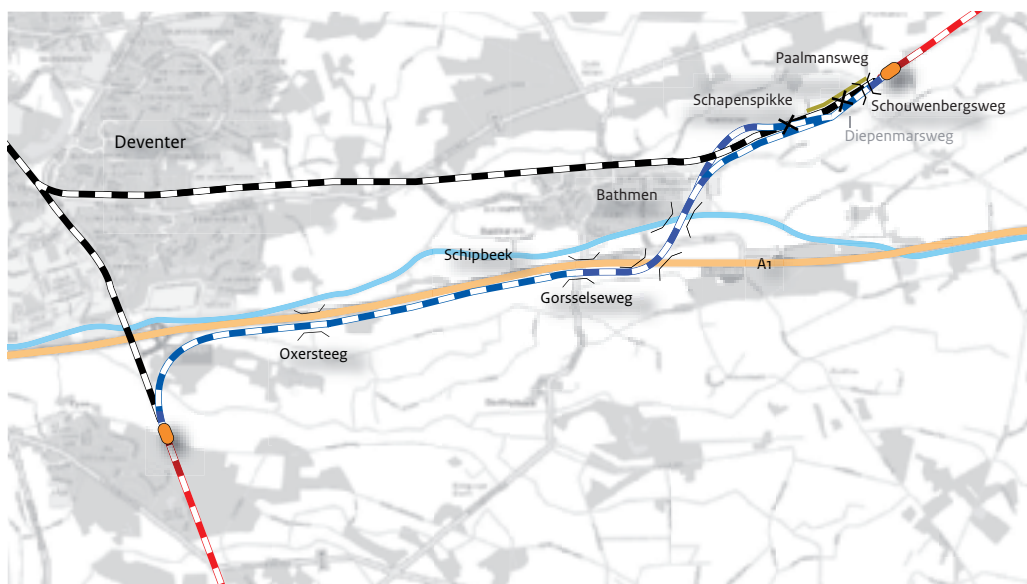 Paalmansweg
Schapenspikke
Schouwenbergsweg
Diepenmarsweg
Deventer
Bathmen
Schipbeek
A1
Gorsselseweg
Oxersteeg